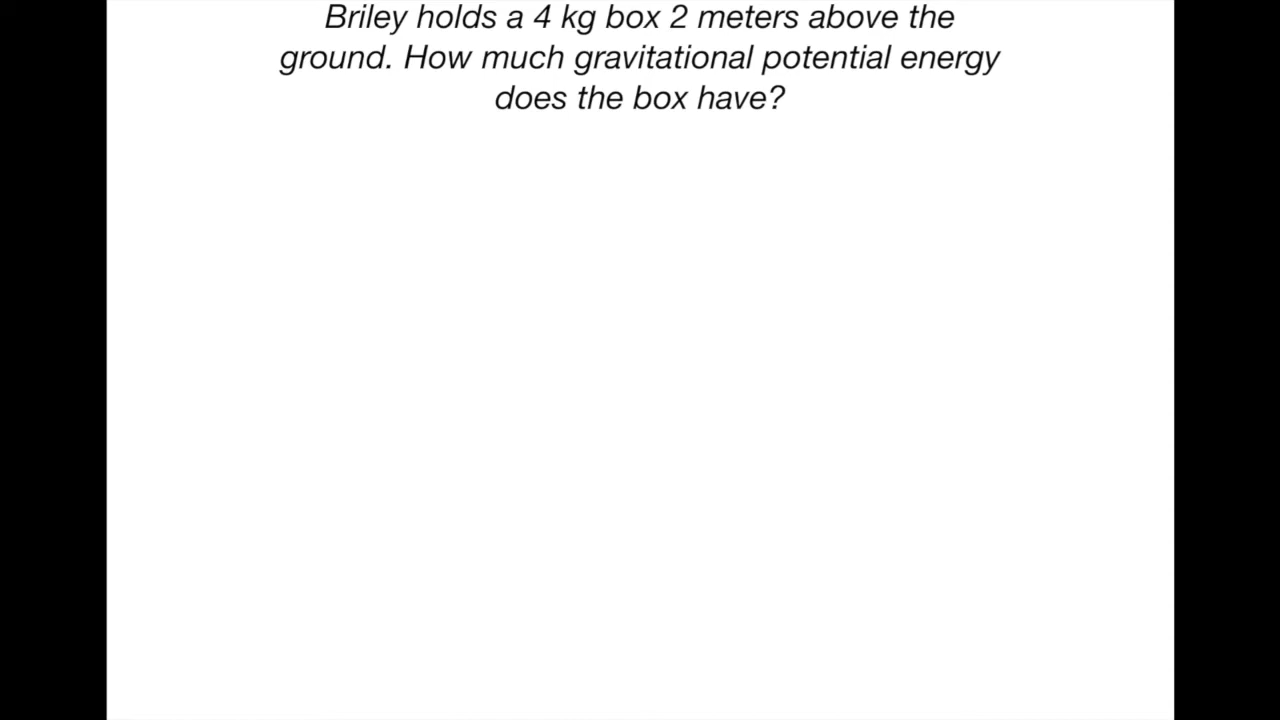 Briley holds a 4 kg box 2 meters above the
ground. How much gravitational potential energy
does the box have?